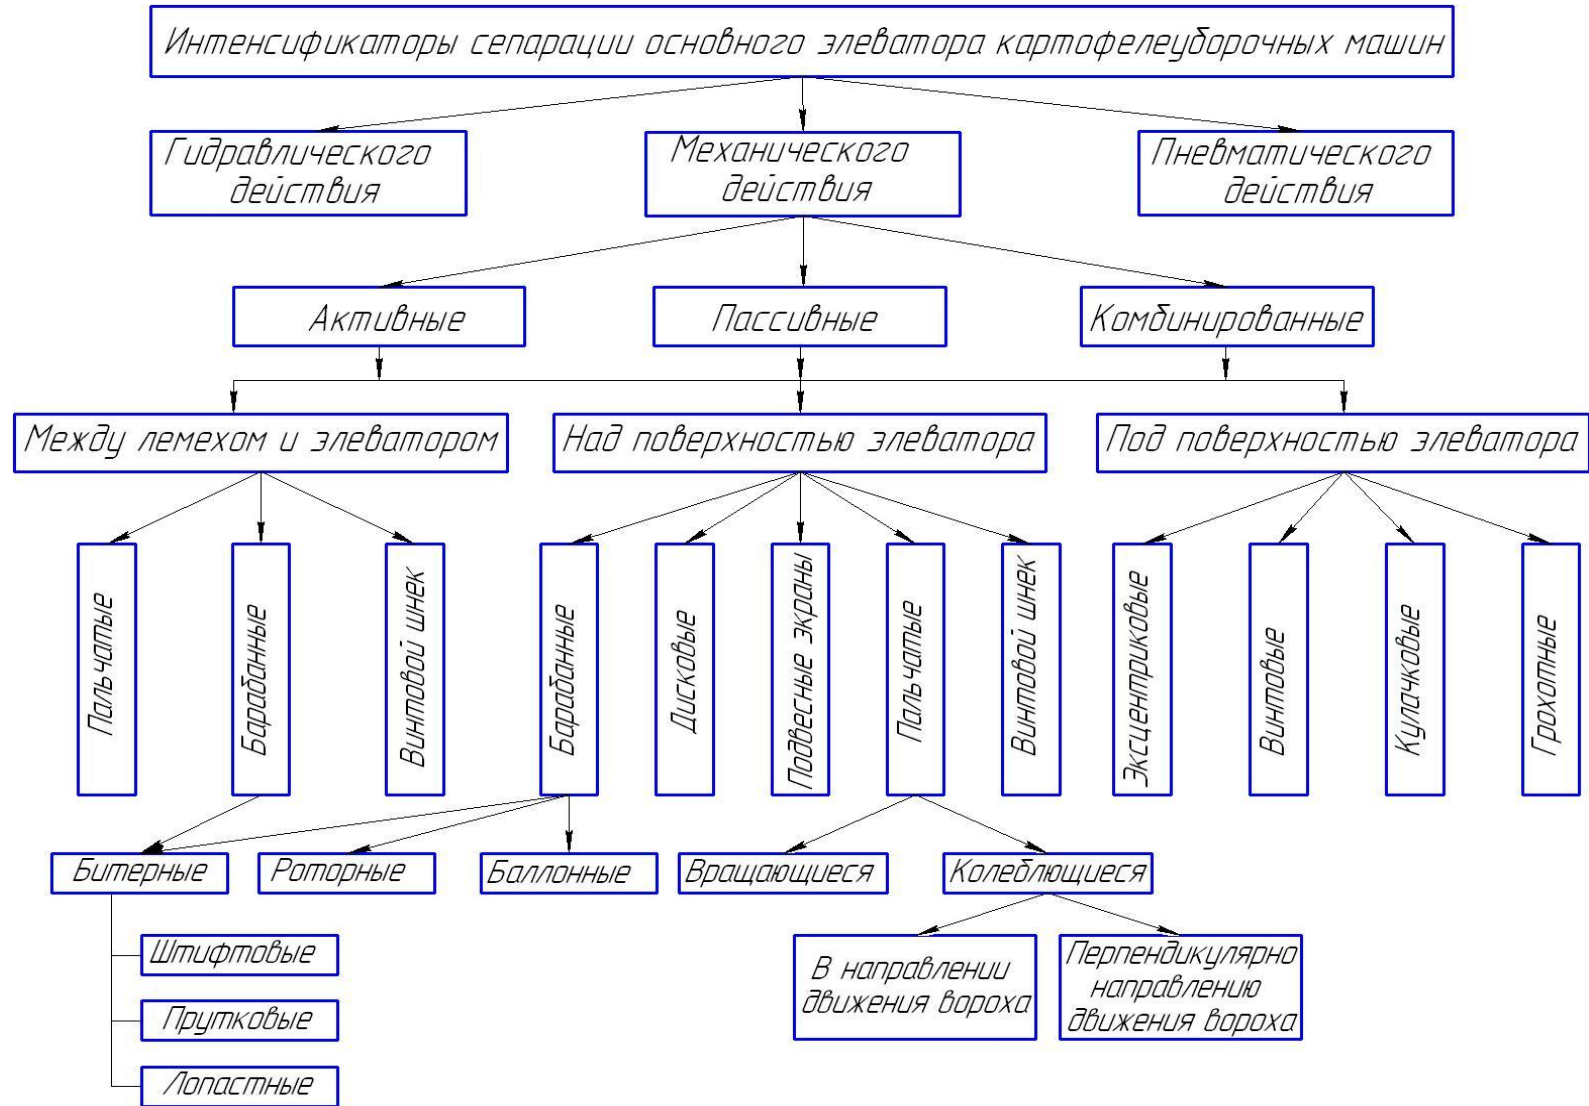 Интенсификаторы сепарации основного элеватора картофелеуборочных машин
Гидравлического
действия
Механического
действия
Пневматического
действия
Активные
Пассивные
Комбинированные
Между лемехом и элеватором
Над поверхностью элеватора
Под поверхностью элеватора
Пальчатые
Барабанные
Винтовой шнек
Барабанные
Дисковые
Подвесные экраны
Пальчатые
Винтовой шнек
Эксцентриковые
Винтовые
Кулачковые
Грохотные
Битерные
Роторные
Баллонные
Вращающиеся
Колеблющиеся
Штифтовые
Прутковые
Лопастные
В направлении
движения вороха
Перпендикулярно
направлению
движения вороха